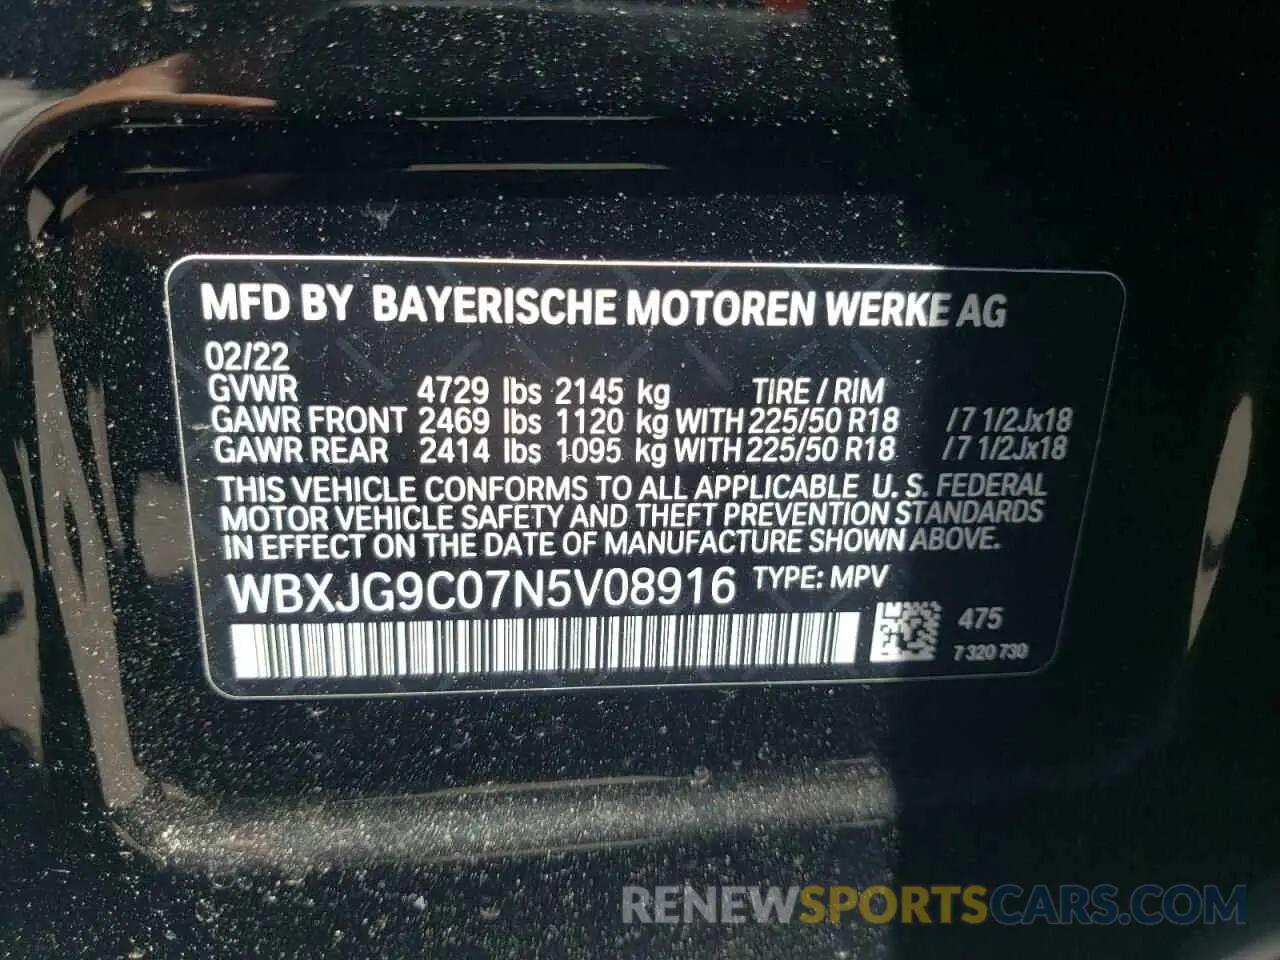 MFD BY BAYERISCHE MOTOREN WERKE AG
02/22
GVWR 4729 lbs 2145 kg TIRE / RIM
GAWR FRONT 2469 lbs 1120 kg WITH 225/50 R18 / 7 1/2Jx18
GAWR REAR 2414 lbs 1095 kg WITH 225/50 R18 / 7 1/2Jx18
THIS VEHICLE CONFORMS TO ALL APPLICABLE U. S. FEDERAL
MOTOR VEHICLE SAFETY AND THEFT PREVENTION STANDARDS
IN EFFECT ON THE DATE OF MANUFACTURE SHOWN ABOVE.
WBXJG9C07N5V08916 TYPE: MPV
475
7 320 730
RENEWSPORTSCARS.COM